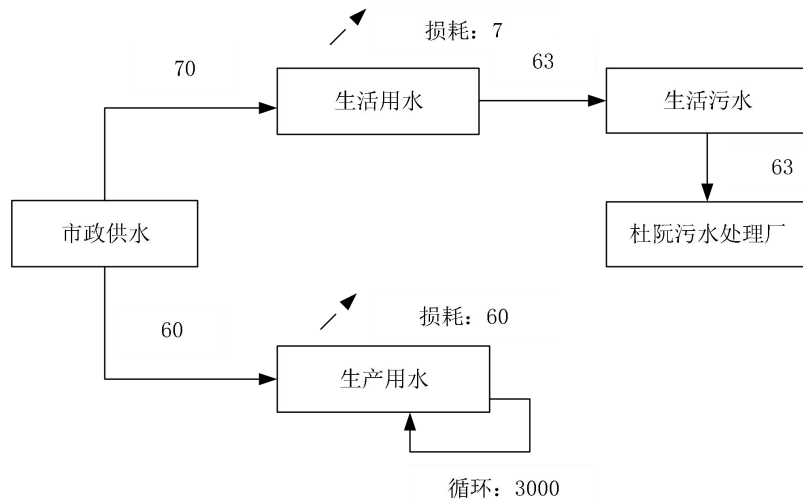 损耗：7
70
63
生活用水
生活污水
63
市政供水
杜阮污水处理厂
60
损耗：60
生产用水
循环：3000